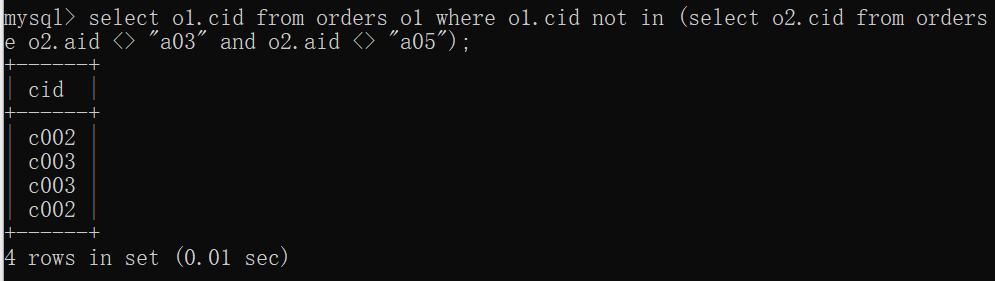 mysql> select o1.cid from orders o1 where o1.cid not in (select o2.cid from orders
e o2.aid <> "a03" and o2.aid <> "a05");
+------+
| cid  |
+------+
| c002 |
| c003 |
| c003 |
| c002 |
+------+
4 rows in set (0.01 sec)